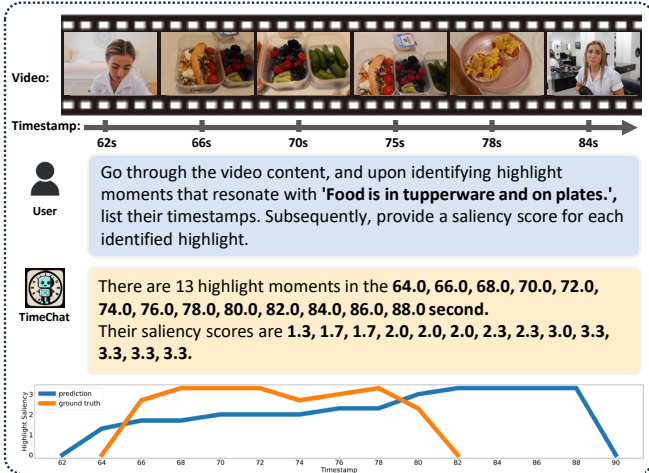 Video:
Timestamp:
62s 66s 70s 75s 78s 84s
User
Go through the video content, and upon identifying highlight
moments that resonate with 'Food is in tupperware and on plates.',
list their timestamps. Subsequently, provide a saliency score for each
identified highlight.
TimeChat
There are 13 highlight moments in the 64.0, 66.0, 68.0, 70.0, 72.0,
74.0, 76.0, 78.0, 80.0, 82.0, 84.0, 86.0, 88.0 second.
Their saliency scores are 1.3, 1.7, 1.7, 2.0, 2.0, 2.0, 2.3, 2.3, 3.0, 3.3,
3.3, 3.3, 3.3.
prediction
ground truth
Highlight Saliency
3
2
1
0
62 64 66 68 70 72 74 76 78 80 82 84 86 88 90
Timestamp